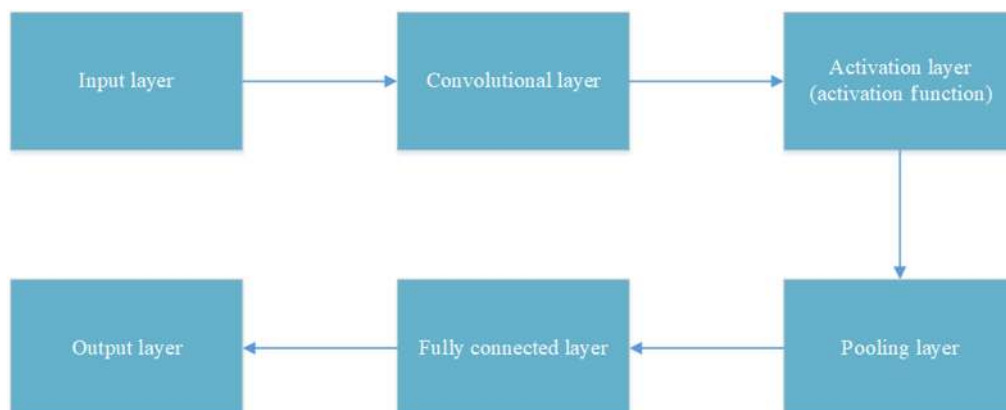 Input layer
Convolutional layer
Activation layer
(activation function)
Output layer
Fully connected layer
Pooling layer